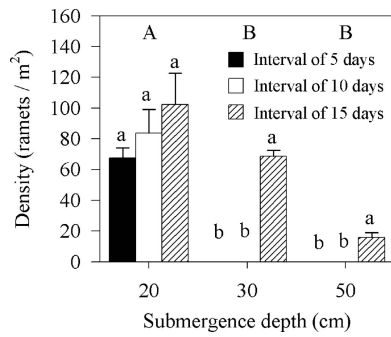 160
140
120
100
80
60
40
20
0
Density (ramets / m²)
A B B
Interval of 5 days
Interval of 10 days
Interval of 15 days
a a a
b b a
b b a
20 30 50
Submergence depth (cm)